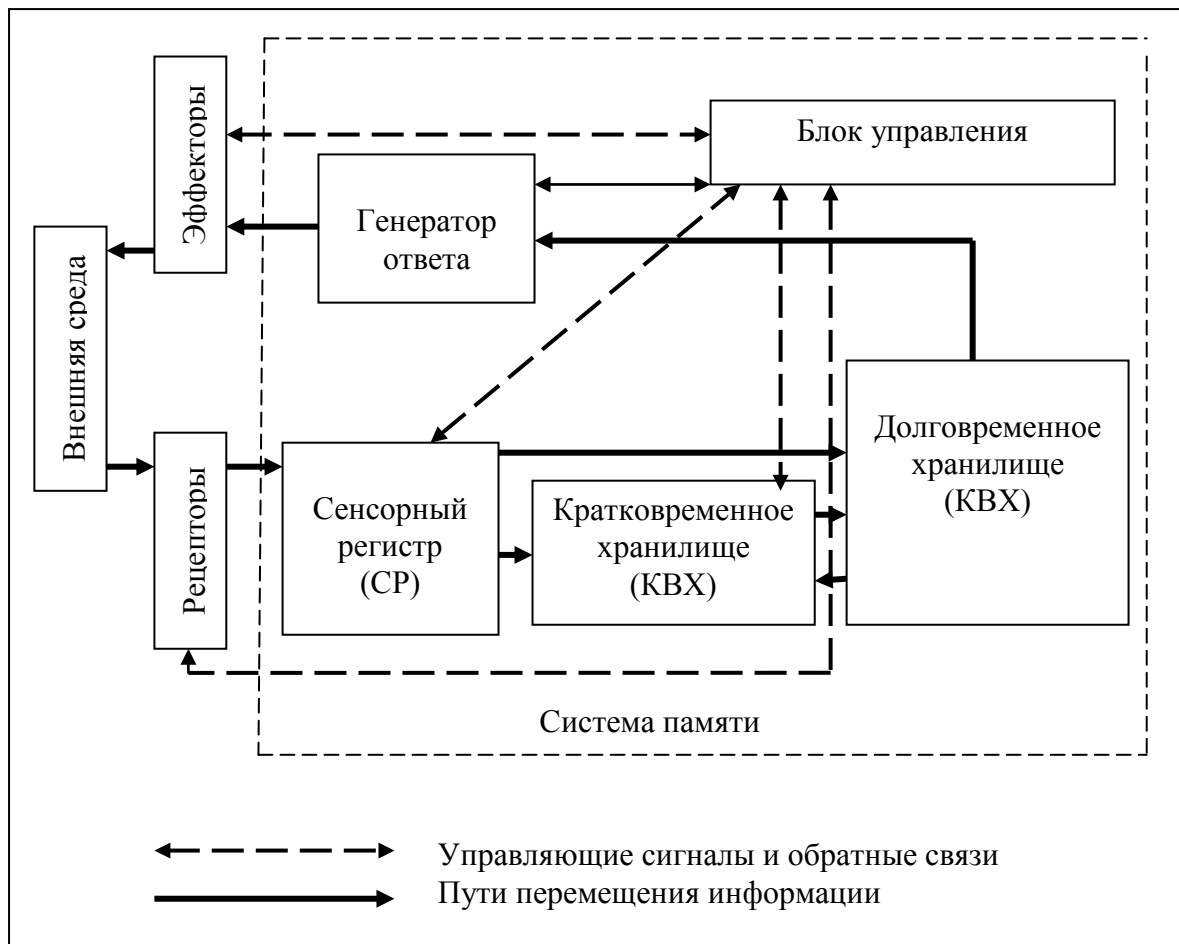 Блок управления
Эффекторы
Генератор
ответа
Внешняя среда
Долговременное
хранилище
(КВХ)
Рецепторы
Сенсорный
регистр
(СР)
Кратковременное
хранилище
(КВХ)
Система памяти
Управляющие сигналы и обратные связи
Пути перемещения информации